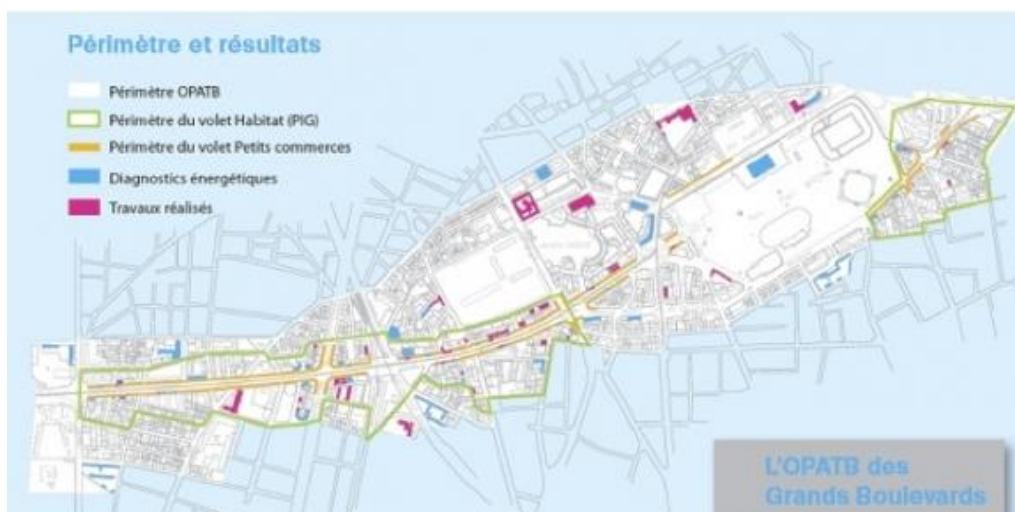 Périmètre et résultats
Périmètre OPATB
Périmètre du volet Habitat (PIG)
Périmètre du volet Petits commerces
Diagnostics énergétiques
Travaux réalisés
L'OPATB des
Grands Boulevards